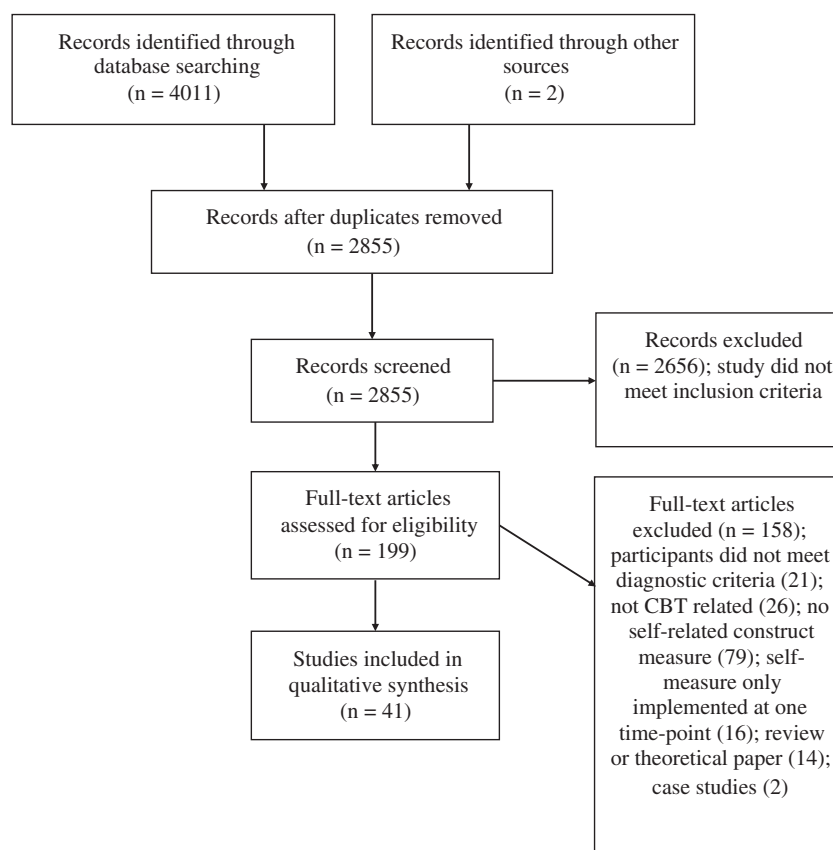 Records identified through
database searching
(n = 4011)
Records identified through other
sources
(n = 2)
Records after duplicates removed
(n = 2855)
Records screened
(n = 2855)
Records excluded
(n = 2656); study did not
meet inclusion criteria
Full-text articles
assessed for eligibility
(n = 199)
Full-text articles
excluded (n = 158);
participants did not meet
diagnostic criteria (21);
not CBT related (26); no
self-related construct
measure (79); self-
measure only
implemented at one
time-point (16); review
or theoretical paper (14);
case studies (2)
Studies included in
qualitative synthesis
(n = 41)